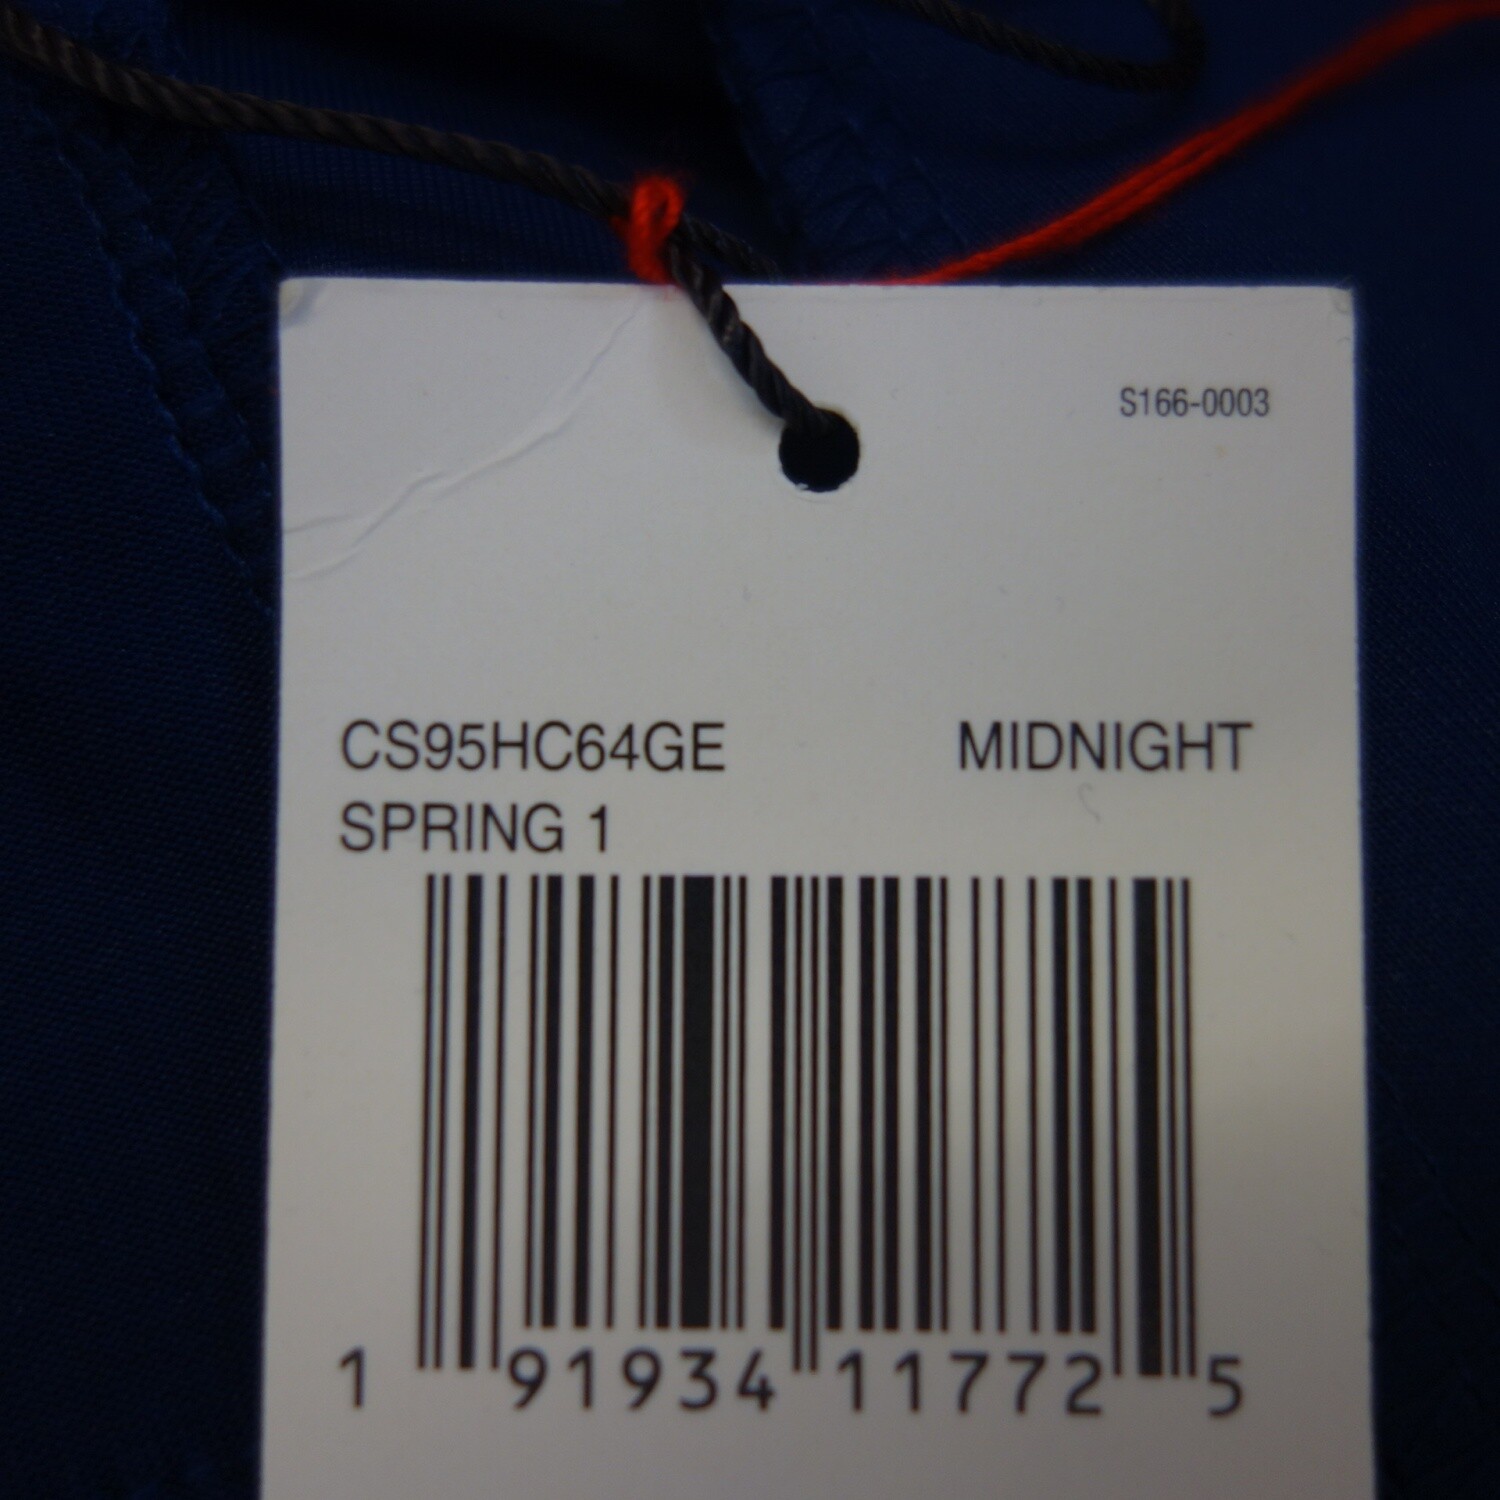 S166-0003
CS95HC64GE MIDNIGHT
SPRING 1
1 91934 11772 5